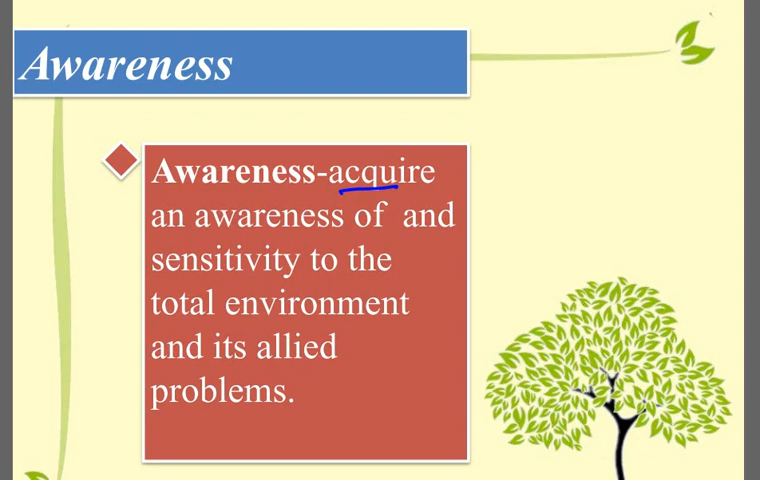 Awareness
Awareness-acquire
an awareness of  and
sensitivity to the
total environment
and its allied
problems.